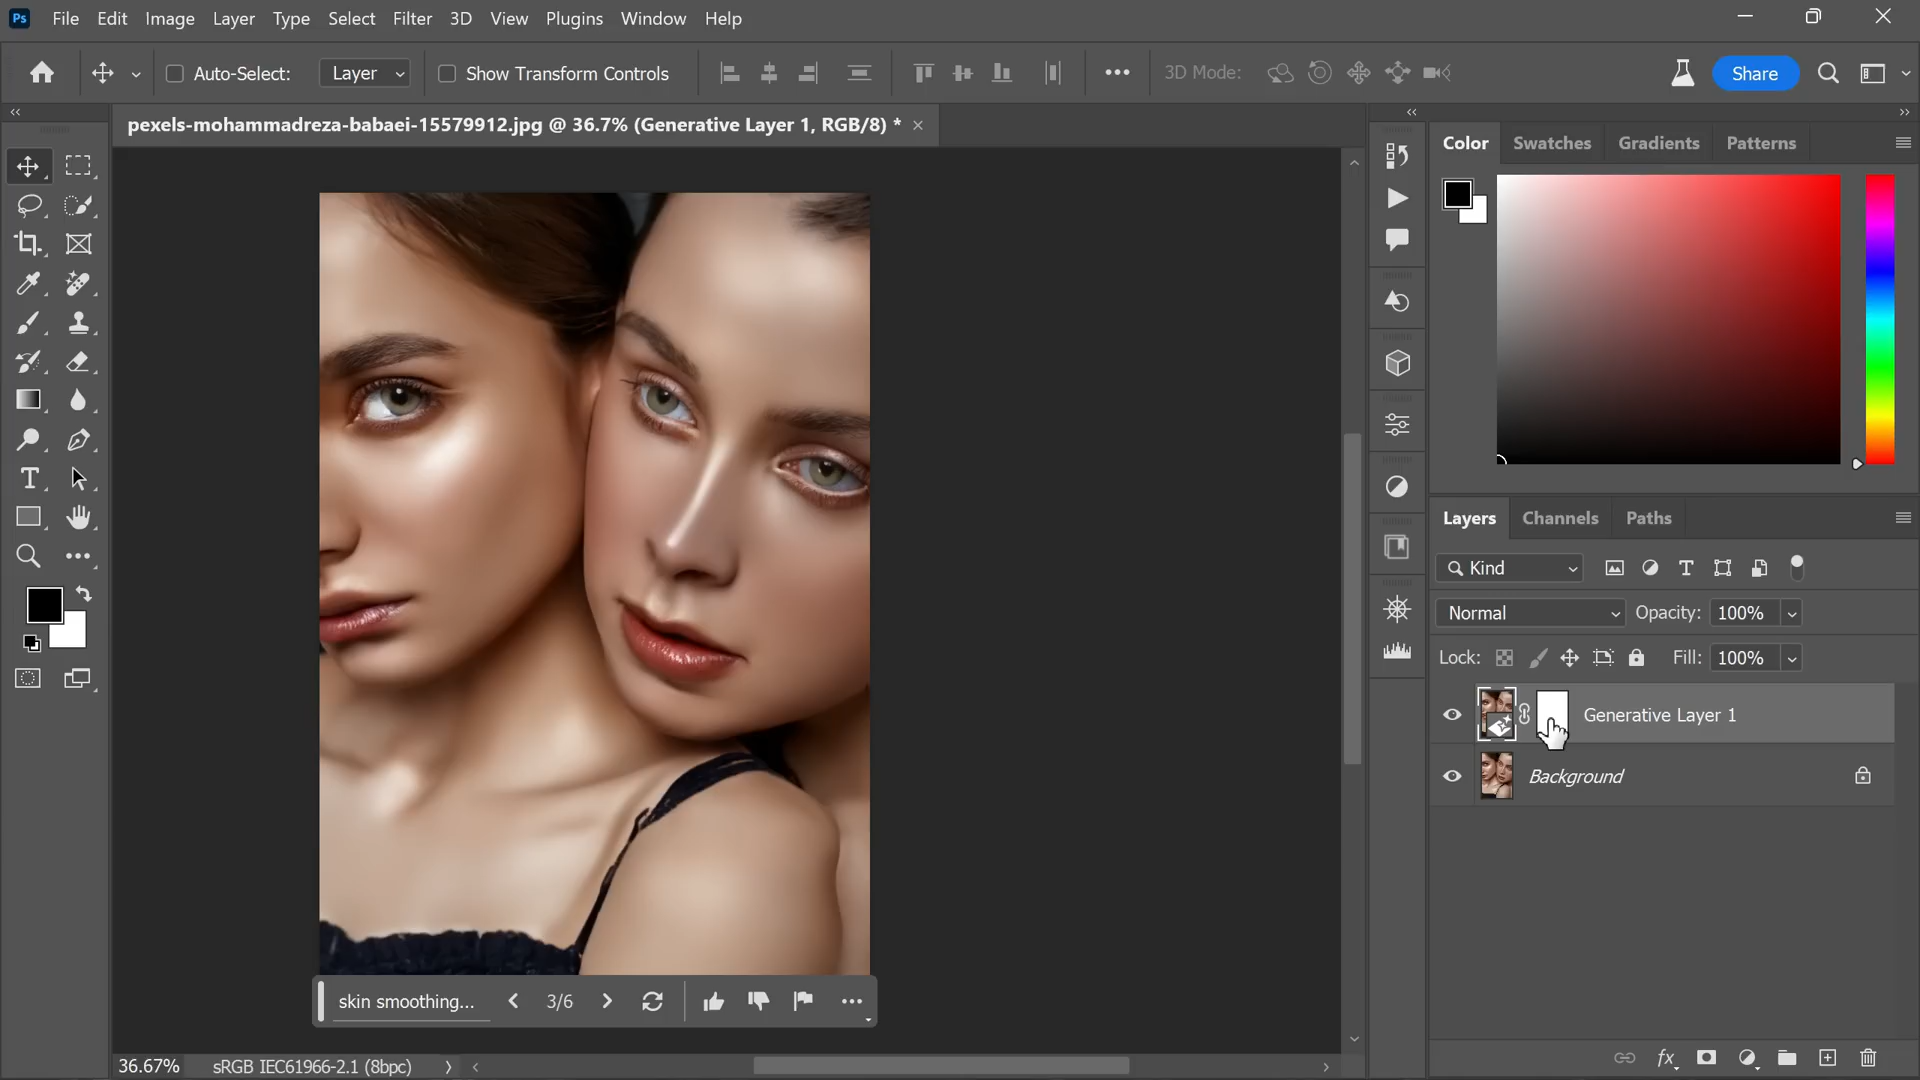 Ps File Edit Image Layer Type Select Filter 3D View Plugins Window Help
Auto-Select: Layer Show Transform Controls 3D Mode: Share
pexels-mohammadreza-babaei-15579912.jpg @ 36.7% (Generative Layer 1, RGB/8) *
Color Swatches Gradients Patterns
Layers Channels Paths
Kind
Normal Opacity: 100%
Lock: Fill: 100%
Generative Layer 1
Background
skin smoothing... 3/6
36.67% sRGB IEC61966-2.1 (8bpc)
fx